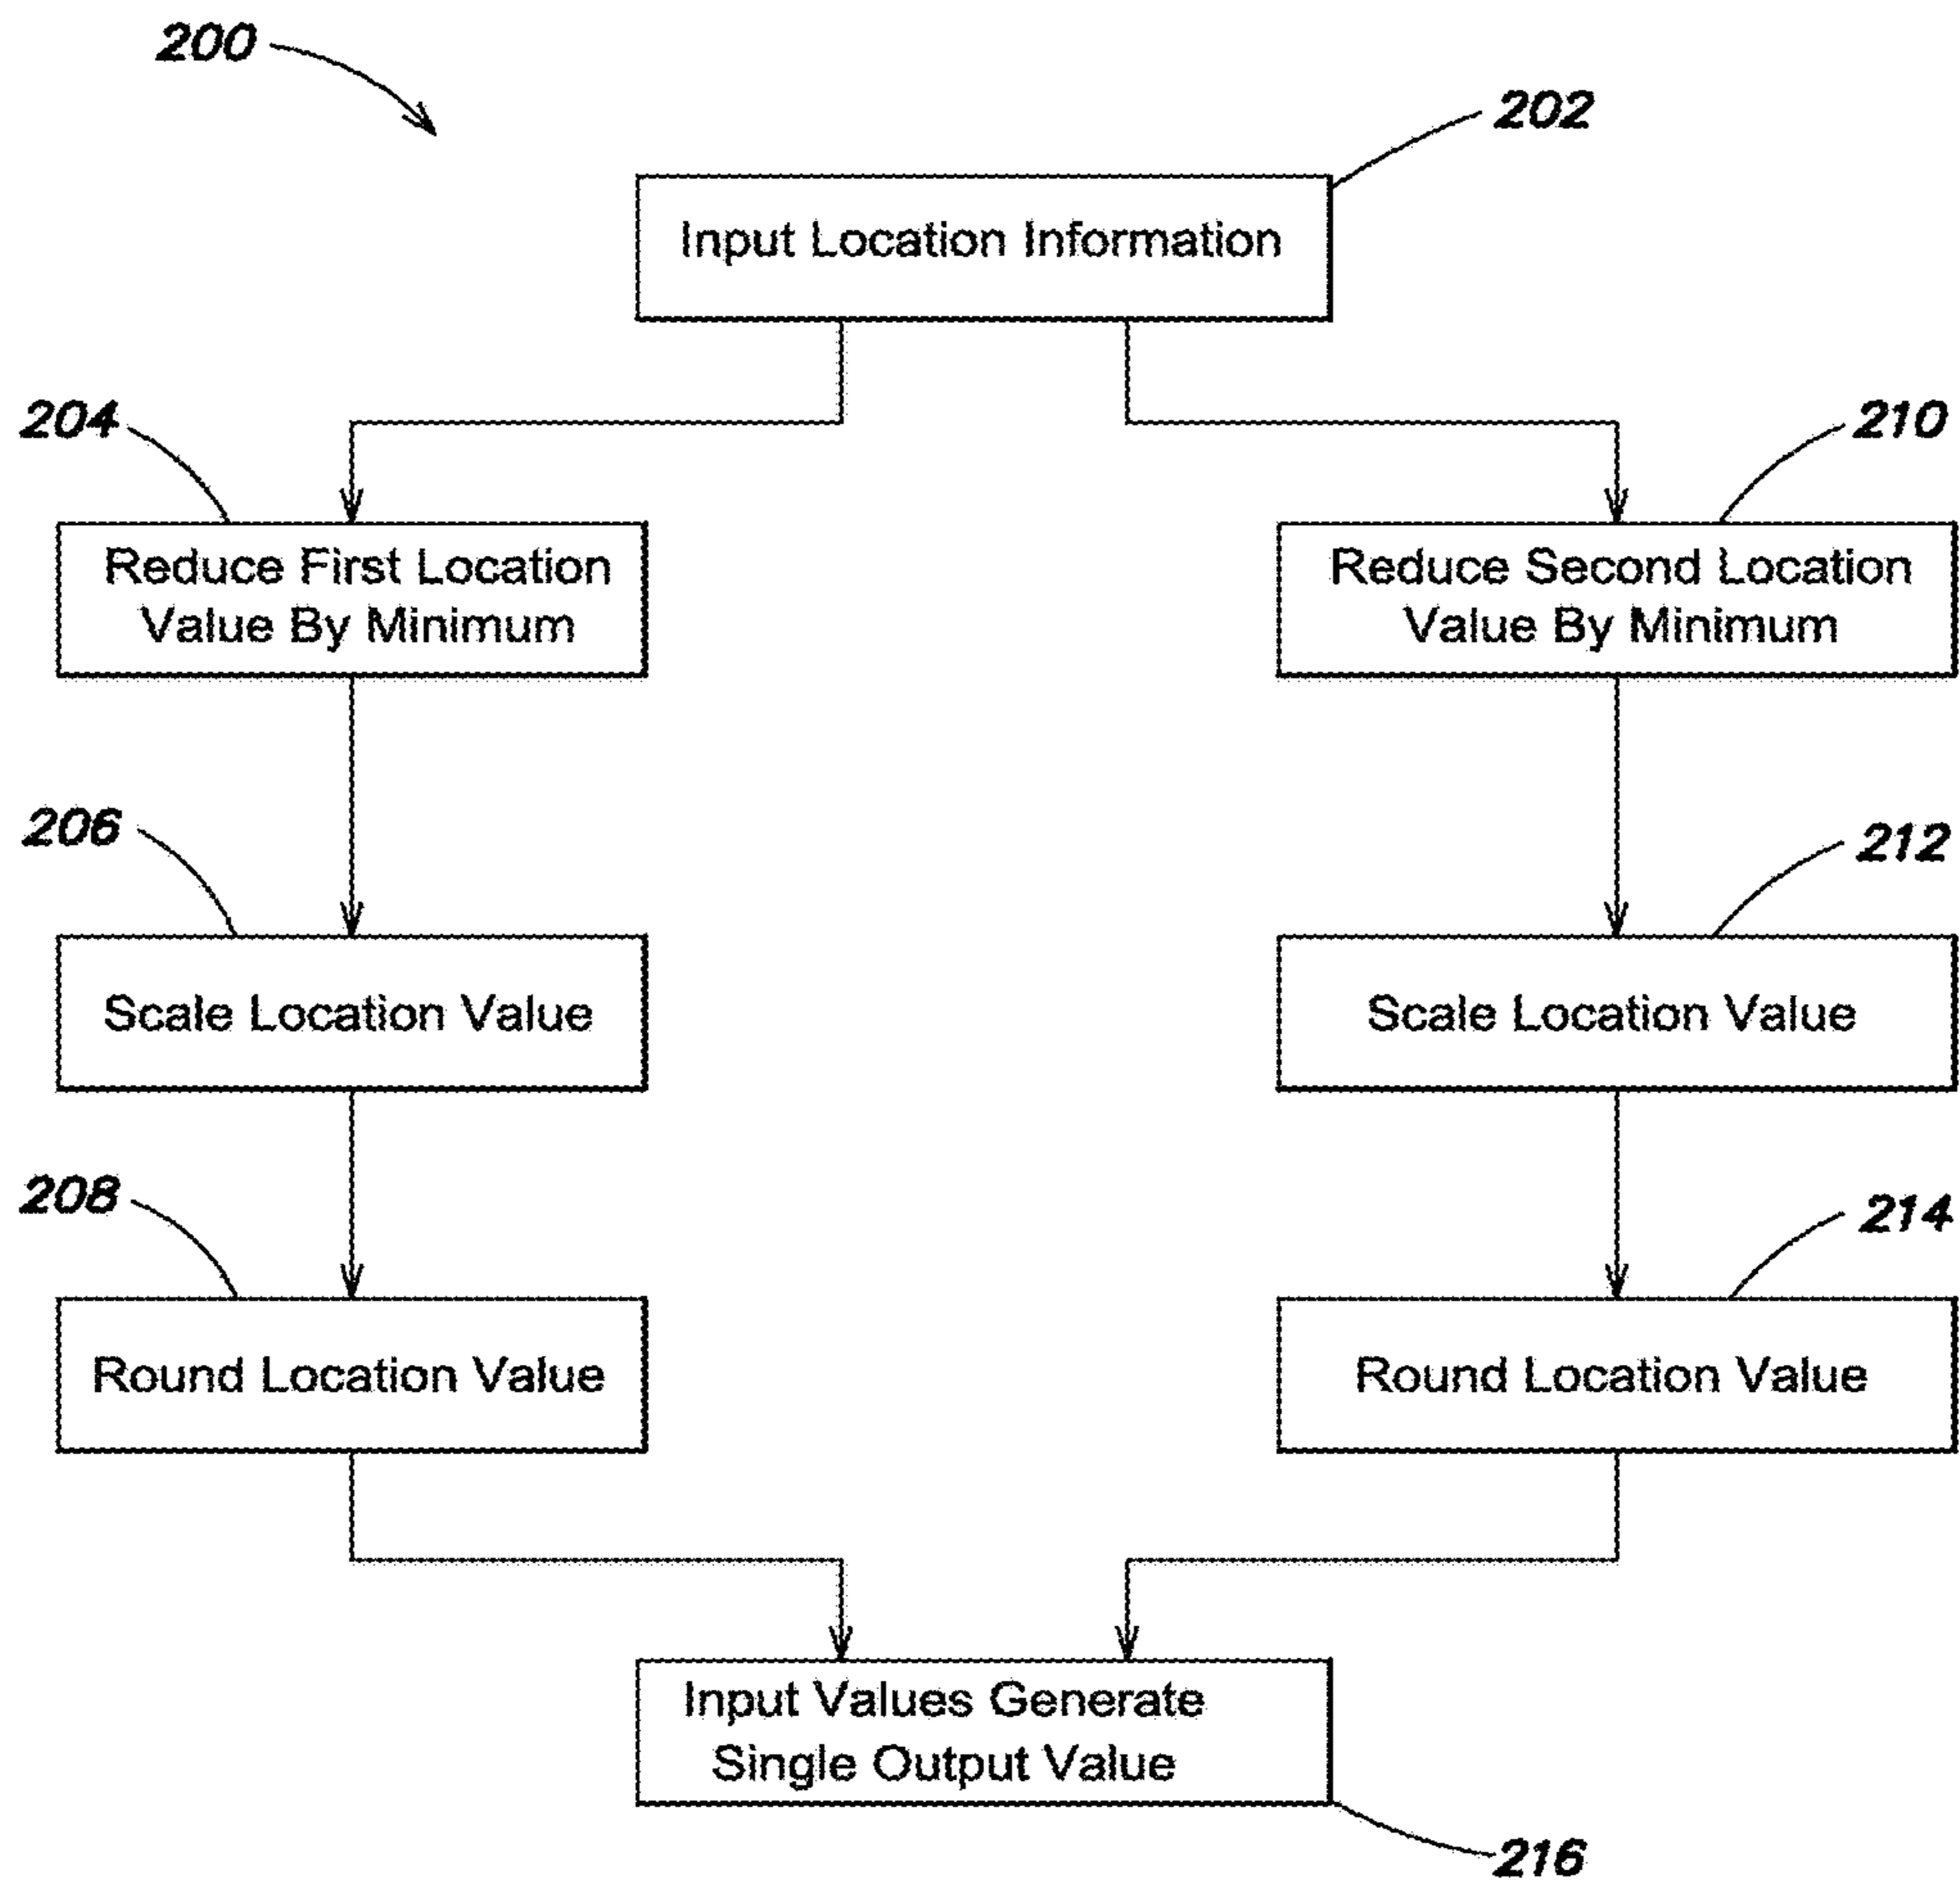 200
202
Input Location Information
204
210
Reduce First Location
Value By Minimum
Reduce Second Location
Value By Minimum
206
212
Scale Location Value
Scale Location Value
208
214
Round Location Value
Round Location Value
Input Values Generate
Single Output Value
216